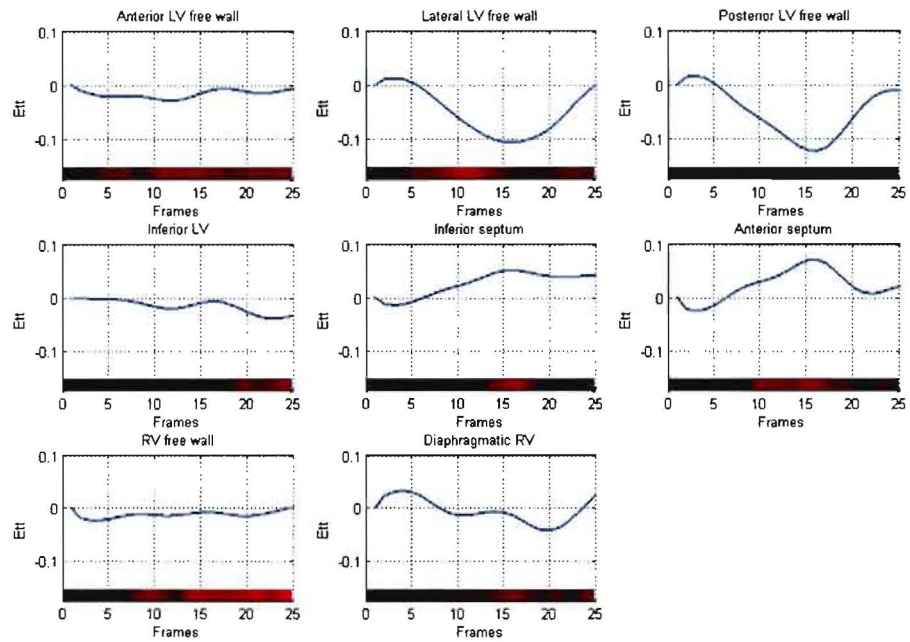 Anterior LV free wall Lateral LV free wall Posterior LV free wall
0.1 0.1 0.1
Ett Ett Ett
0 0 0
-0.1 -0.1 -0.1
0 5 10 15 20 25 0 5 10 15 20 25 0 5 10 15 20 25
Frames Frames Frames
Inferior LV Inferior septum Anterior septum
0.1 0.1 0.1
Ett Ett Ett
0 0 0
-0.1 -0.1 -0.1
0 5 10 15 20 25 0 5 10 15 20 25 0 5 10 15 20 25
Frames Frames Frames
RV free wall Diaphragmatic RV
0.1 0.1
Ett Ett
0 0
-0.1 -0.1
0 5 10 15 20 25 0 5 10 15 20 25
Frames Frames